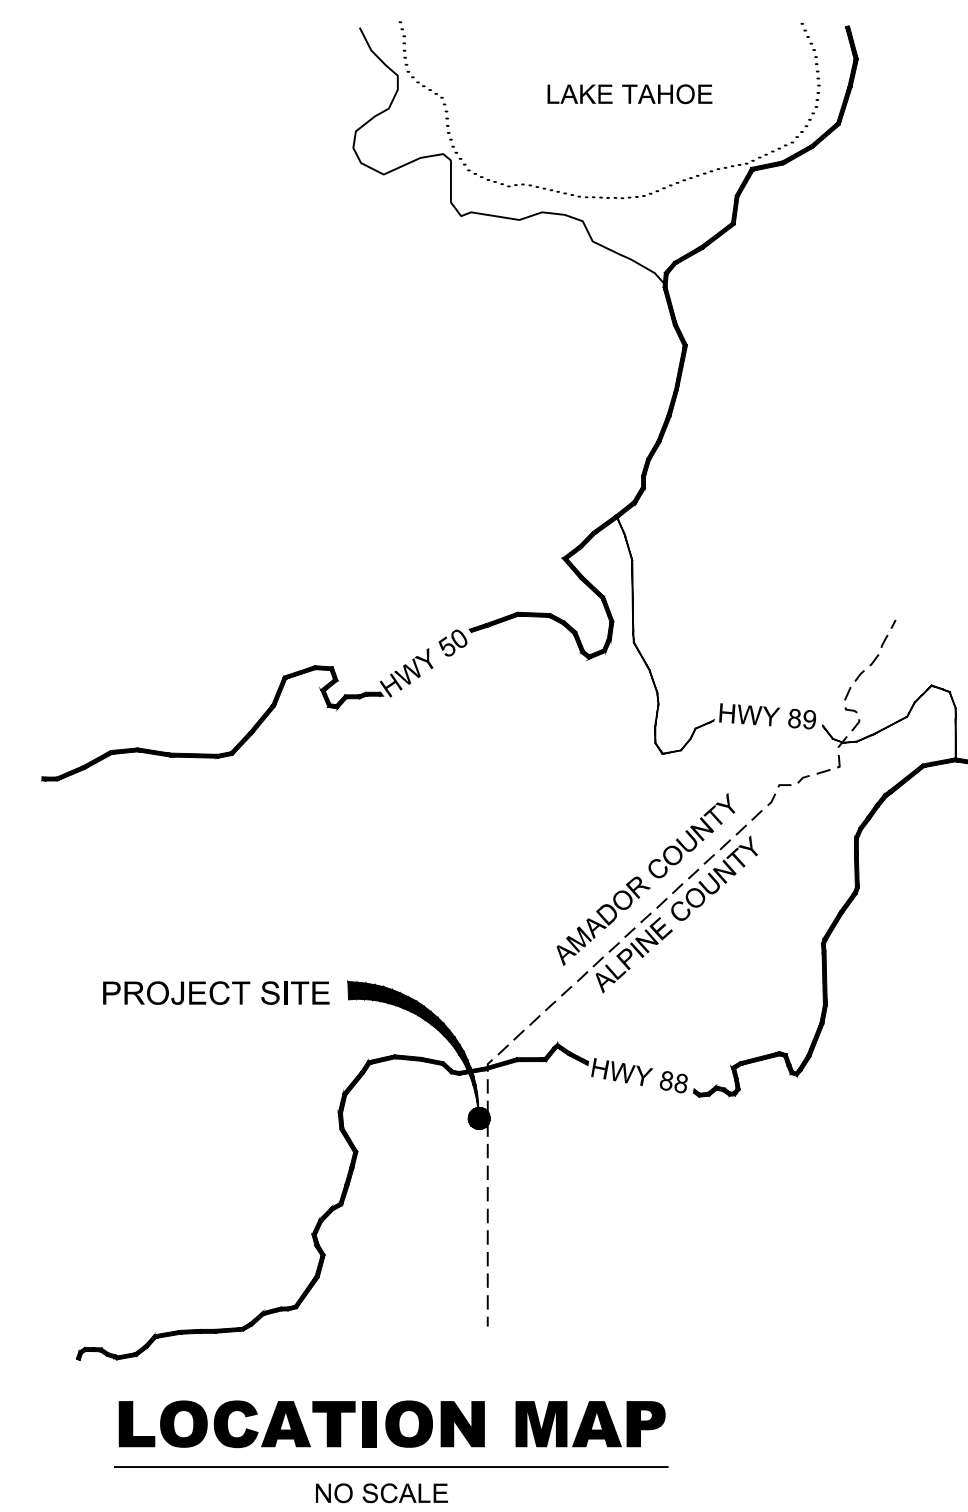 LAKE TAHOE
HWY 50
HWY 89
AMADOR COUNTY
ALPINE COUNTY
PROJECT SITE
HWY 88
LOCATION MAP
NO SCALE